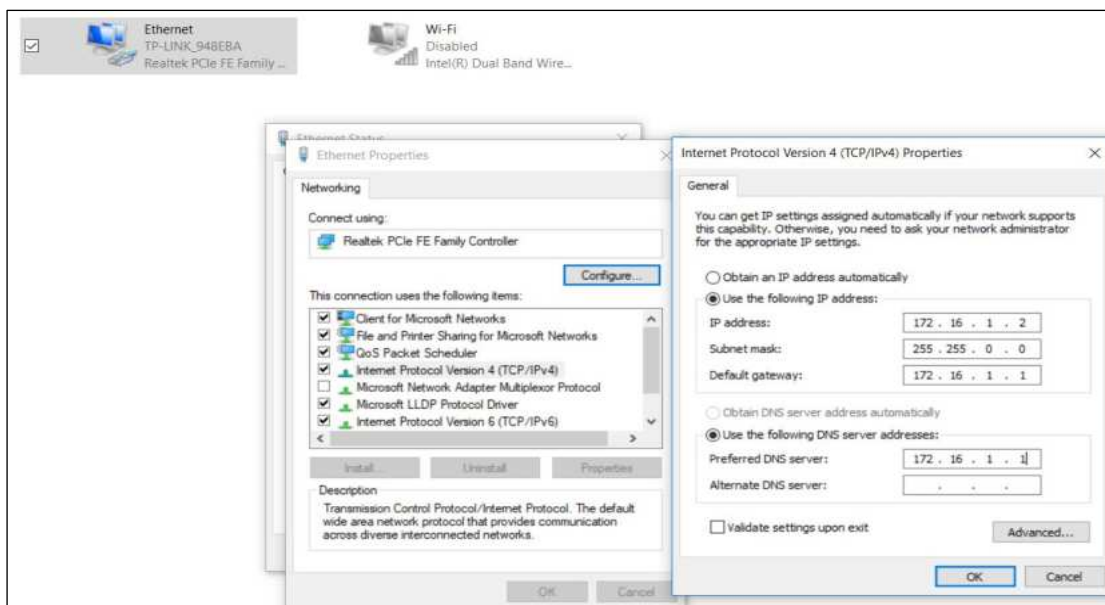 Ethernet
TP-LINK_948EBA
Realtek PCIe FE Family ...
Wi-Fi
Disabled
Intel(R) Dual Band Wire...
Ethernet Status
Ethernet Properties
Networking
Connect using:
Realtek PCIe FE Family Controller
Configure...
This connection uses the following items:
Client for Microsoft Networks
File and Printer Sharing for Microsoft Networks
QoS Packet Scheduler
Internet Protocol Version 4 (TCP/IPv4)
Microsoft Network Adapter Multiplexor Protocol
Microsoft LLDP Protocol Driver
Internet Protocol Version 6 (TCP/IPv6)
Install...
Uninstall
Properties
Description
Transmission Control Protocol/Internet Protocol. The default
wide area network protocol that provides communication
across diverse interconnected networks.
OK
Cancel
Internet Protocol Version 4 (TCP/IPv4) Properties
General
You can get IP settings assigned automatically if your network supports
this capability. Otherwise, you need to ask your network administrator
for the appropriate IP settings.
Obtain an IP address automatically
Use the following IP address:
IP address: 172 . 16 . 1 . 2
Subnet mask: 255 . 255 . 0 . 0
Default gateway: 172 . 16 . 1 . 1
Obtain DNS server address automatically
Use the following DNS server addresses:
Preferred DNS server: 172 . 16 . 1 . 1
Alternate DNS server: . . .
Validate settings upon exit
Advanced...
OK
Cancel